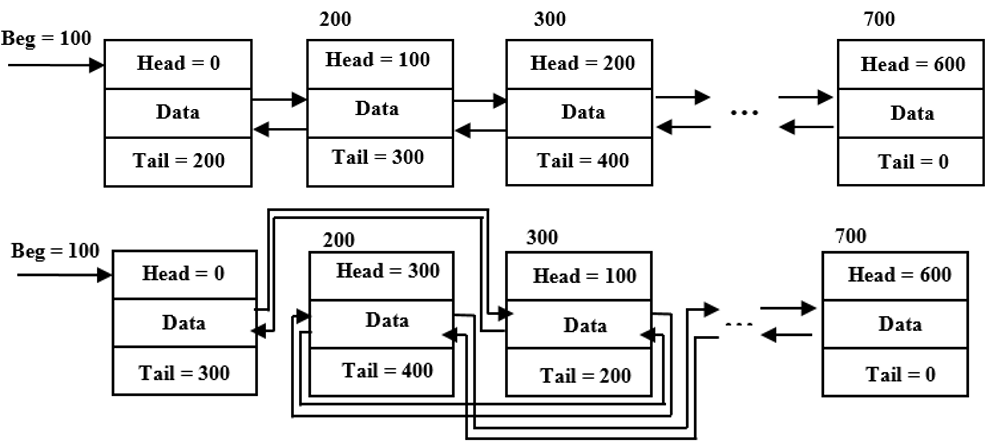 200 300 700
Beg = 100
Head = 0 Head = 100 Head = 200 Head = 600
Data Data Data ... Data
Tail = 200 Tail = 300 Tail = 400 Tail = 0
200 300 700
Beg = 100
Head = 0 Head = 300 Head = 100 Head = 600
Data Data Data ... Data
Tail = 300 Tail = 400 Tail = 200 Tail = 0